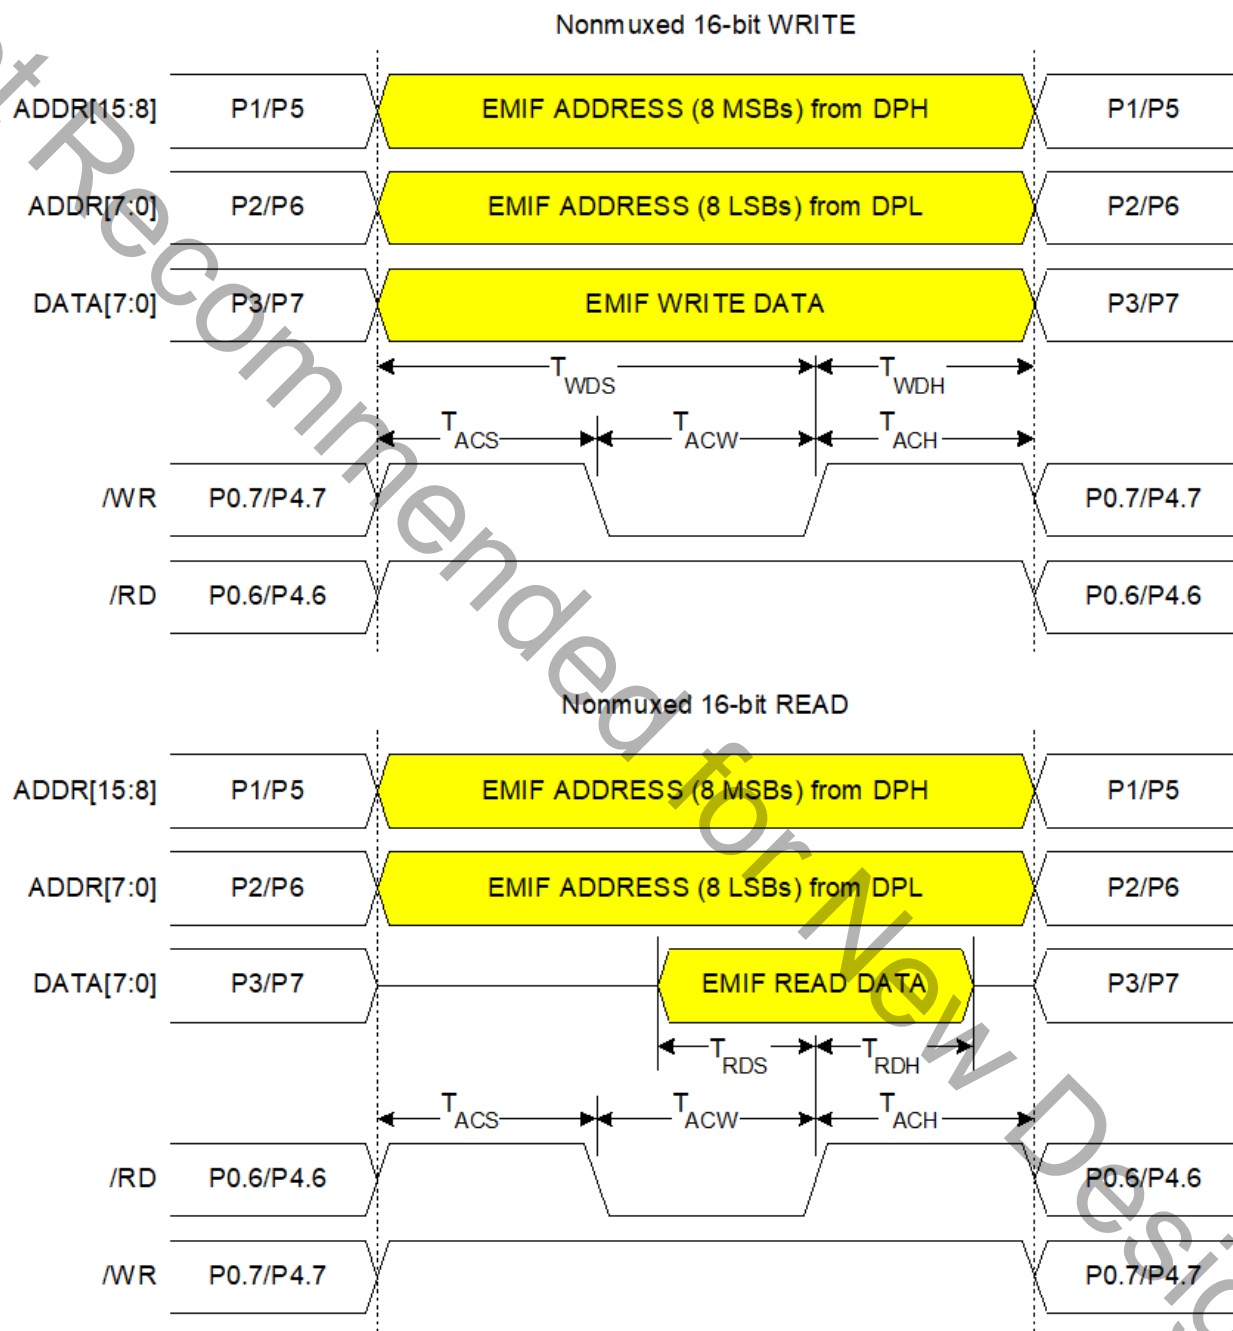 Nonmuxed 16-bit WRITE
ADDR[15:8] P1/P5 EMIF ADDRESS (8 MSBs) from DPH P1/P5
ADDR[7:0] P2/P6 EMIF ADDRESS (8 LSBs) from DPL P2/P6
DATA[7:0] P3/P7 EMIF WRITE DATA P3/P7
TWDS TWDH
TACS TACW TACH
/WR P0.7/P4.7 P0.7/P4.7
/RD P0.6/P4.6 P0.6/P4.6
Nonmuxed 16-bit READ
ADDR[15:8] P1/P5 EMIF ADDRESS (8 MSBs) from DPH P1/P5
ADDR[7:0] P2/P6 EMIF ADDRESS (8 LSBs) from DPL P2/P6
DATA[7:0] P3/P7 EMIF READ DATA P3/P7
TRDS TRDH
TACS TACW TACH
/RD P0.6/P4.6 P0.6/P4.6
/WR P0.7/P4.7 P0.7/P4.7
Recommended for New